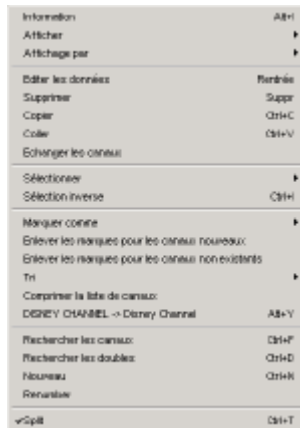 Information Alt+I
Afficher
Affichage par
Editer les données Rentrée
Supprimer Suppr
Copier Ctrl+C
Coller Ctrl+V
Echanger les canaux
Sélectionner
Sélection inverse Ctrl+I
Marquer comme
Enlever les marques pour les canaux nouveaux
Enlever les marques pour les canaux non existants
Tri
Comprimer la liste de canaux
DISNEY CHANNEL -> Disney Channel Alt+Y
Rechercher les canaux Ctrl+F
Rechercher les doubles Ctrl+D
Nouveau Ctrl+N
Renuméroter
Split Ctrl+T